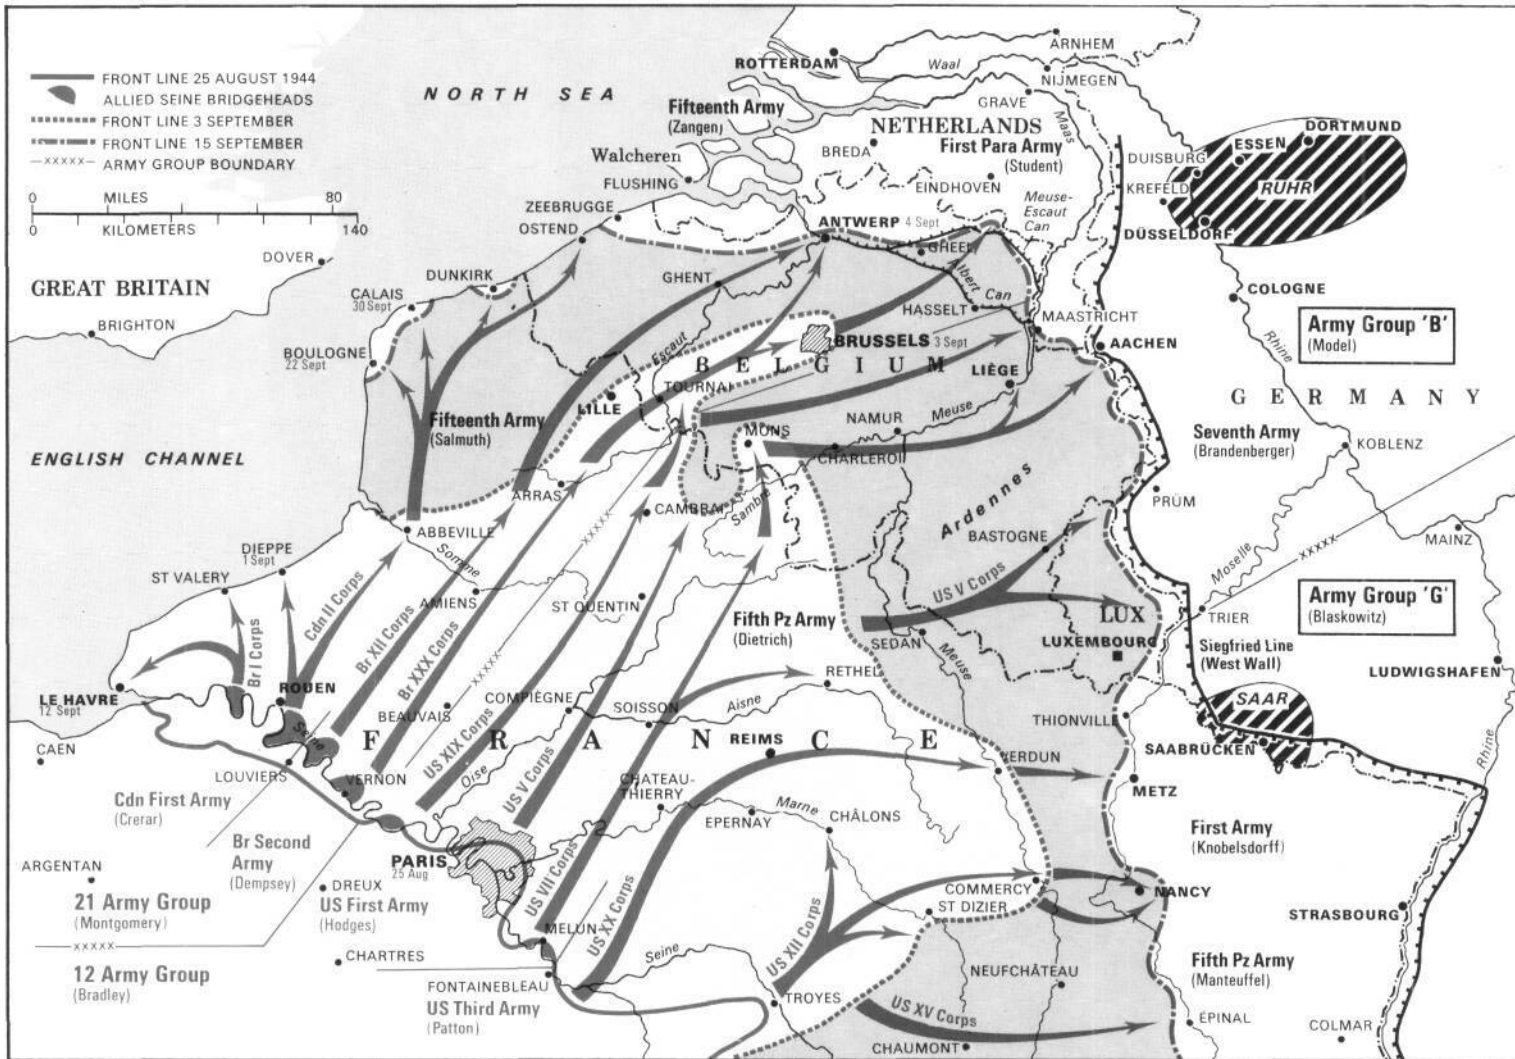 FRONT LINE 25 AUGUST 1944
ALLIED SEINE BRIDGEHEADS
FRONT LINE 3 SEPTEMBER
FRONT LINE 15 SEPTEMBER
—xxxxx— ARMY GROUP BOUNDARY
0 MILES 80
0 KILOMETERS 140
NORTH SEA
GREAT BRITAIN
DOVER
BRIGHTON
ENGLISH CHANNEL
ROTTERDAM
Waal
ARNHEM
NIJMEGEN
GRAVE
Maas
Fifteenth Army
(Zangen)
NETHERLANDS
First Para Army
(Student)
BREDA
EINDHOVEN
Walcheren
FLUSHING
ZEEBRUGGE
OSTEND
ANTWERP 4 Sept
GHEEL
Meuse-
Escaut
Can
Albert
Can
HASSELT
MAASTRICHT
AACHEN
DUISBURG
ESSEN
DORTMUND
KREFELD
RUHR
DÜSSELDORF
COLOGNE
Rhine
Army Group 'B'
(Model)
GERMANY
DUNKIRK
CALAIS
30 Sept
BOULOGNE
22 Sept
GHENT
Escaut
BRUSSELS 3 Sept
BELGIUM
TOURNAI
LILLE
LIÈGE
Fifteenth Army
(Salmuth)
MONS
NAMUR
Meuse
CHARLEROI
Seventh Army
(Brandenberger)
KOBLENZ
ARRAS
CAMBRAI
Sambre
Ardennes
PRÜM
ABBEVILLE
Somme
xxxxx
BASTOGNE
Moselle
xxxxx
MAINZ
DIEPPE
1 Sept
ST VALERY
AMIENS
ST QUENTIN
Fifth Pz Army
(Dietrich)
US V Corps
SEDAN
LUX
LUXEMBOURG
TRIER
Army Group 'G'
(Blaskowitz)
Siegfried Line
(West Wall)
LUDWIGSHAFEN
Br I Corps
Cdn II Corps
Br XII Corps
Br XXX Corps
xxxxx
LE HAVRE
12 Sept
ROUEN
Seine
CAEN
BEAUVAIS
COMPIÈGNE
SOISSON
Aisne
RETHEL
Meuse
THIONVILLE
SAAR
SAABRÜCKEN
Rhine
FRANCE
US XIX Corps
Oise
US V Corps
REIMS
VERDUN
METZ
LOUVIERS
VERNON
CHATEAU-
THIERRY
Marne
EPERNAY
CHÂLONS
Cdn First Army
(Crerar)
Br Second
Army
(Dempsey)
PARIS
25 Aug
First Army
(Knobelsdorff)
ARGENTAN
21 Army Group
(Montgomery)
xxxxx
12 Army Group
(Bradley)
DREUX
US First Army
(Hodges)
CHARTRES
US VII Corps
US XX Corps
US XII Corps
MELUN
Seine
COMMERCY
ST DIZIER
NANCY
STRASBOURG
FONTAINEBLEAU
US Third Army
(Patton)
TROYES
NEUFCHÂTEAU
Fifth Pz Army
(Manteuffel)
US XV Corps
CHAUMONT
ÉPINAL
COLMAR